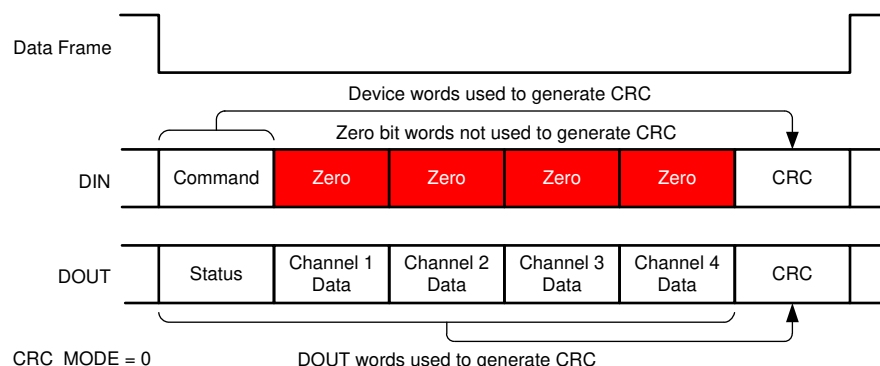 Data Frame
Device words used to generate CRC
Zero bit words not used to generate CRC
DIN
Command
Zero
Zero
Zero
Zero
CRC
DOUT
Status
Channel 1
Data
Channel 2
Data
Channel 3
Data
Channel 4
Data
CRC
CRC MODE = 0
DOUT words used to generate CRC